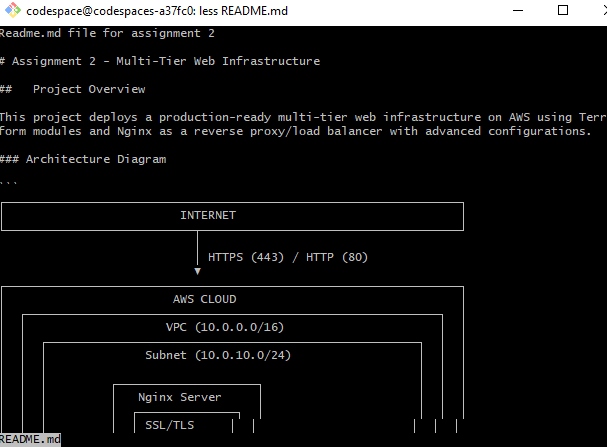 codespace@codespaces-a37fc0: less README.md
Readme.md file for assignment 2
# Assignment 2 - Multi-Tier Web Infrastructure
##   Project Overview
This project deploys a production-ready multi-tier web infrastructure on AWS using Terr
form modules and Nginx as a reverse proxy/load balancer with advanced configurations.
### Architecture Diagram
```
INTERNET
HTTPS (443) / HTTP (80)
AWS CLOUD
VPC (10.0.0.0/16)
Subnet (10.0.10.0/24)
Nginx Server
SSL/TLS
README.md